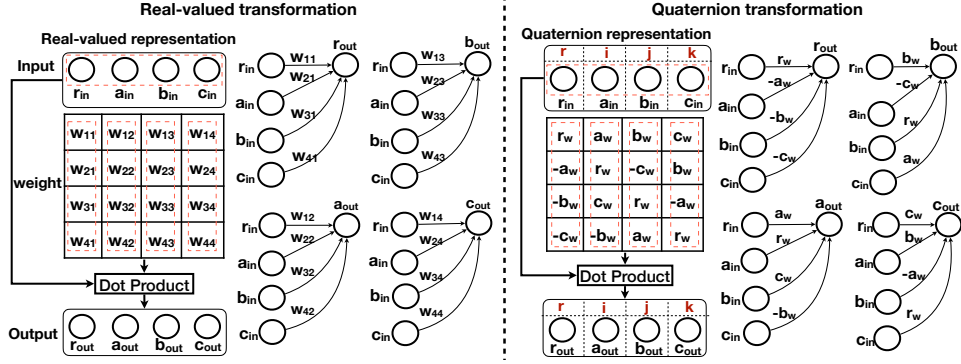 Real-valued transformation
Real-valued representation
Input
r_in a_in b_in c_in
w11 w12 w13 w14
w21 w22 w23 w24
weight
w31 w32 w33 w34
w41 w42 w43 w44
Dot Product
Output
r_out a_out b_out c_out
r_out
r_in w11
a_in w21
b_in w31
c_in w41
b_out
r_in w13
a_in w23
b_in w33
c_in w43
a_out
r_in w12
a_in w22
b_in w32
c_in w42
c_out
r_in w14
a_in w24
b_in w34
c_in w44
Quaternion transformation
Quaternion representation
r i j k
r_in a_in b_in c_in
r_w a_w b_w c_w
-a_w r_w -c_w b_w
-b_w c_w r_w -a_w
-c_w -b_w a_w r_w
Dot Product
r i j k
r_out a_out b_out c_out
r_out
r_in r_w
a_in -a_w
b_in -b_w
c_in -c_w
b_out
r_in b_w
a_in -c_w
b_in r_w
c_in a_w
a_out
r_in a_w
a_in r_w
b_in c_w
c_in -b_w
c_out
r_in c_w
a_in b_w
b_in -a_w
c_in r_w